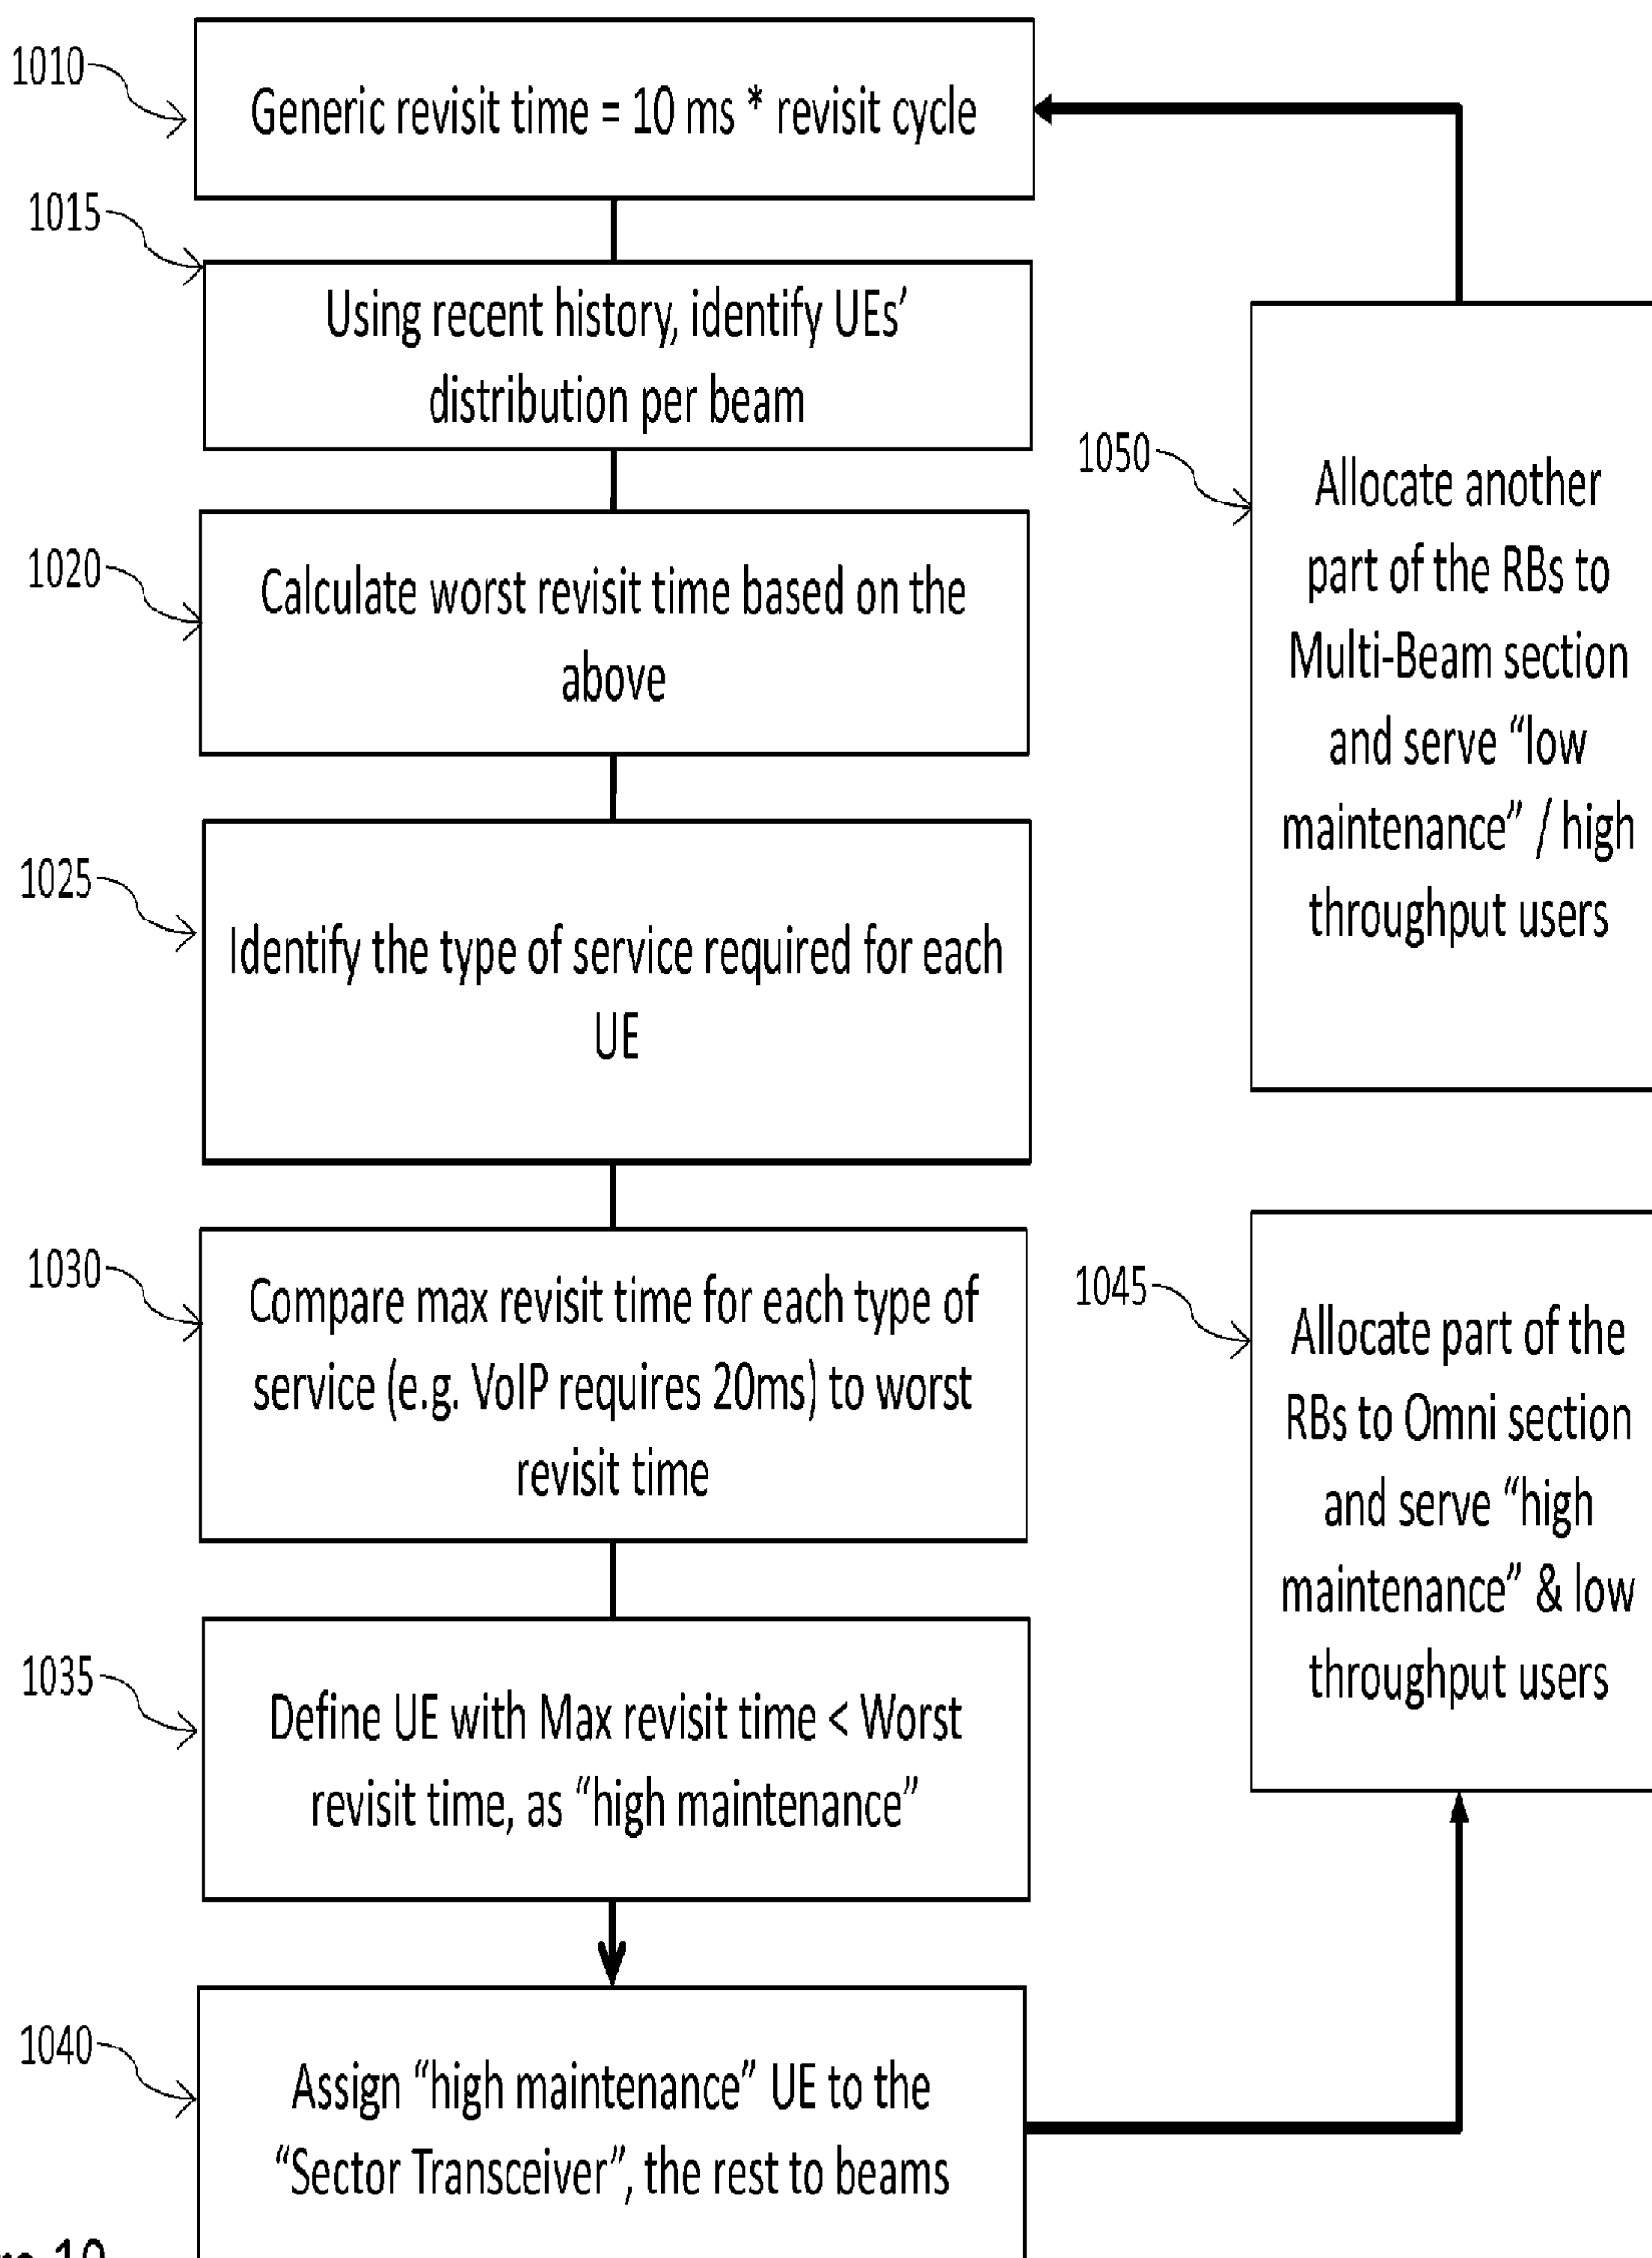 1010
Generic revisit time = 10 ms * revisit cycle
1015
Using recent history, identify UEs’
distribution per beam
1020
Calculate worst revisit time based on the
above
1025
Identify the type of service required for each
UE
1030
Compare max revisit time for each type of
service (e.g. VoIP requires 20ms) to worst
revisit time
1035
Define UE with Max revisit time < Worst
revisit time, as “high maintenance”
1040
Assign “high maintenance” UE to the
“Sector Transceiver”, the rest to beams
1045
Allocate part of the
RBs to Omni section
and serve “high
maintenance” & low
throughput users
1050
Allocate another
part of the RBs to
Multi-Beam section
and serve “low
maintenance” / high
throughput users